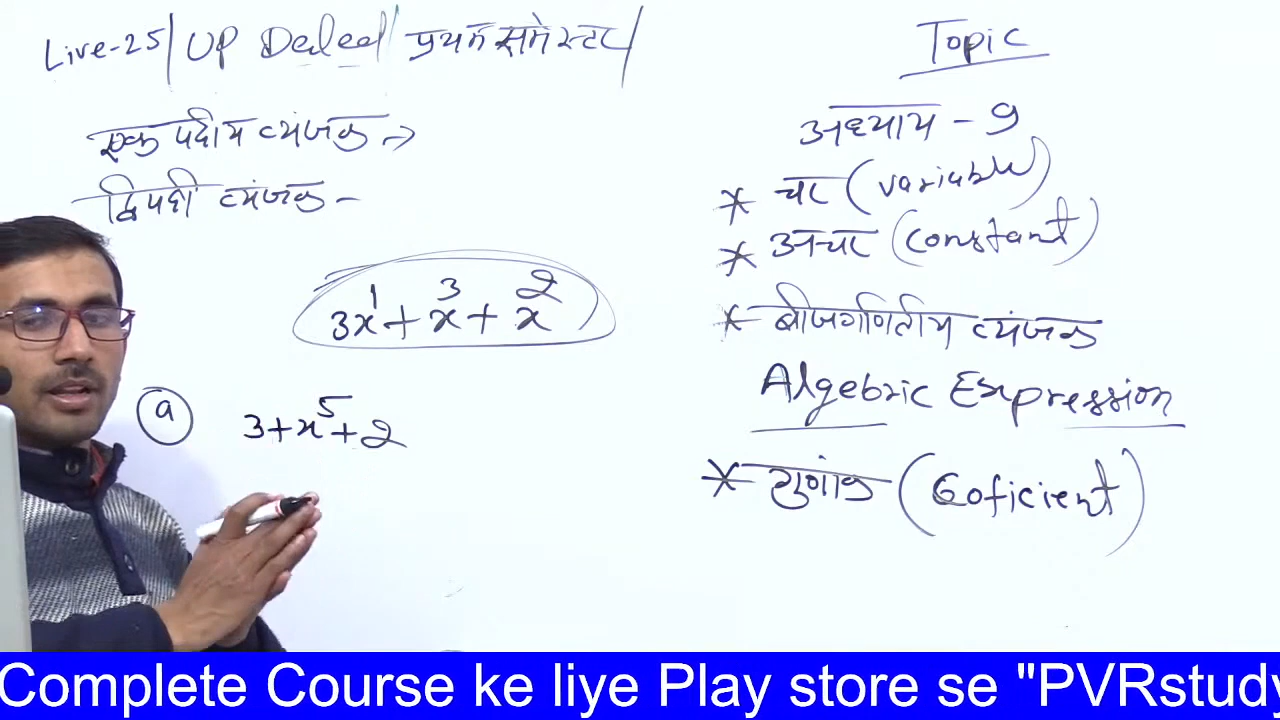 Live-25/ UP Deled/ प्रथम समेस्टर/
एक पदीय व्यंजक →
द्विपदी व्यंजक -
3x¹ + x³ + x²
a 3+x⁵+2
Topic
अध्याय - 9
* चर (variable)
* अचर (constant)
* बीजगणितीय व्यंजक
Algebric Expression
* गुणांक (Coficient)
Complete Course ke liye Play store se "PVRstudy